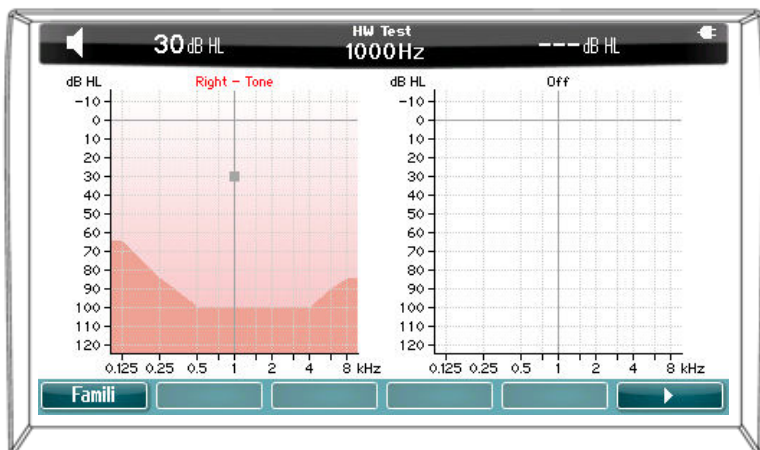 HW Test
30 dB HL 1000Hz ---dB HL
dB HL Right - Tone dB HL Off
-10 -10
0 0
10 10
20 20
30 30
40 40
50 50
60 60
70 70
80 80
90 90
100 100
110 110
120 120
0.125 0.25 0.5 1 2 4 8 kHz 0.125 0.25 0.5 1 2 4 8 kHz
Famili